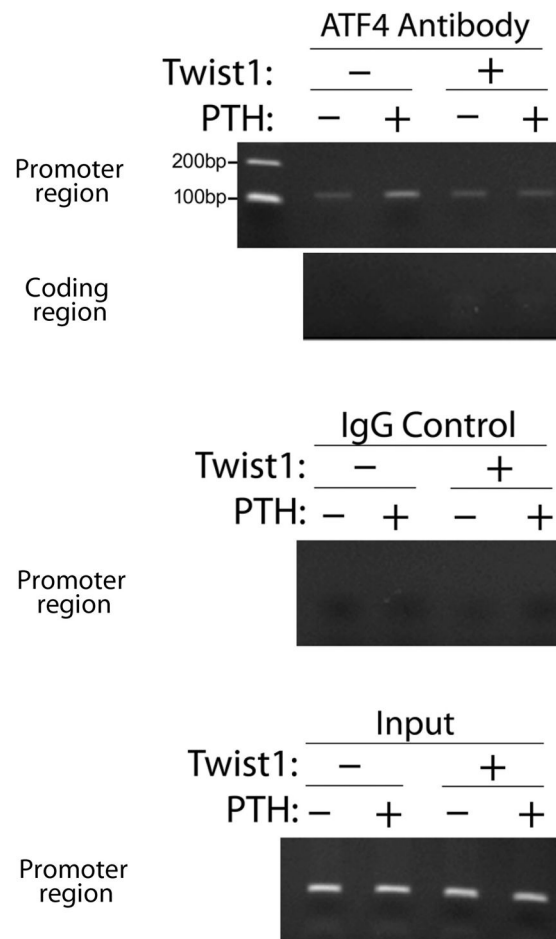 ATF4 Antibody
Twist1: − +
PTH: − + − +
Promoter
region
200bp
100bp
Coding
region
IgG Control
Twist1: − +
PTH: − + − +
Promoter
region
Input
Twist1: − +
PTH: − + − +
Promoter
region